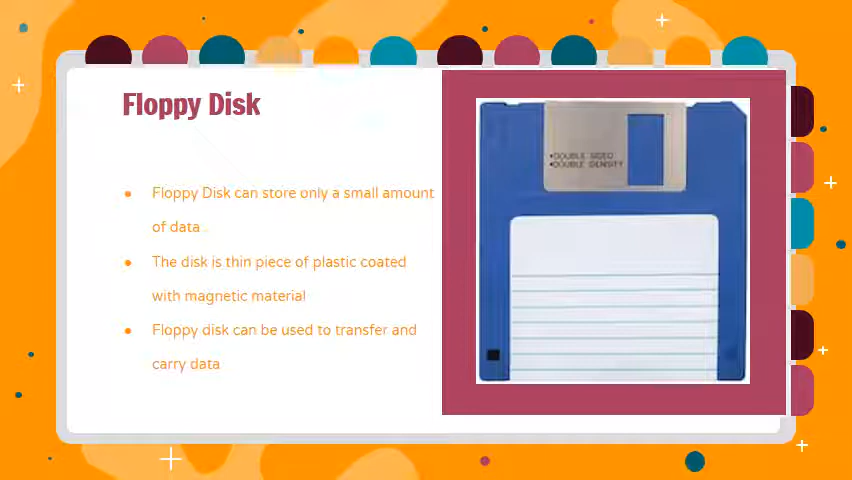 Floppy Disk
• Floppy Disk can store only a small amount
of data .
• The disk is thin piece of plastic coated
with magnetic material
• Floppy disk can be used to transfer and
carry data
•DOUBLE SIDED
•DOUBLE DENSITY